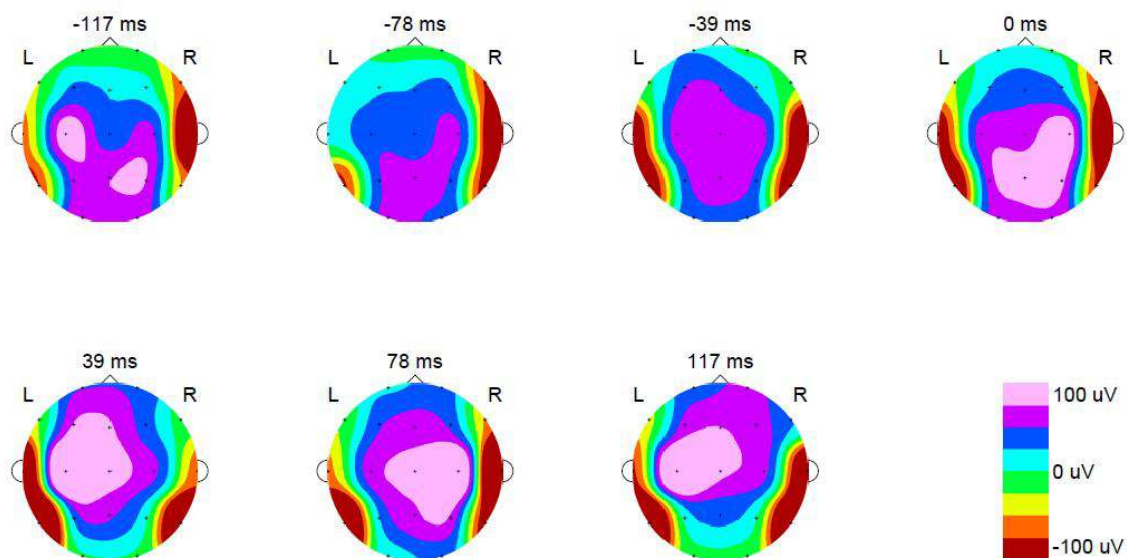 -117 ms -78 ms -39 ms 0 ms
L R L R L R L R
39 ms 78 ms 117 ms
L R L R L R
100 uV
0 uV
-100 uV